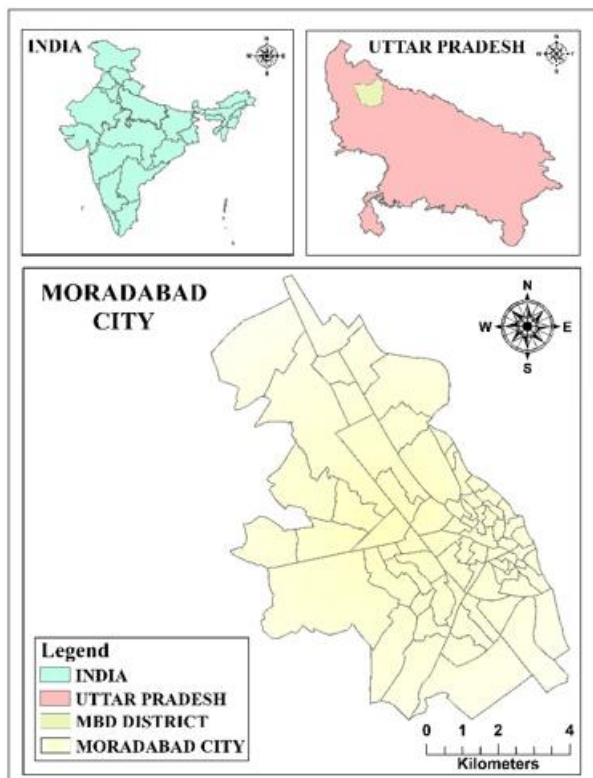 INDIA
N
W E
S
UTTAR PRADESH
N
W E
S
MORADABAD
CITY
N
W E
S
Legend
INDIA
UTTAR PRADESH
MBD DISTRICT
MORADABAD CITY
0 1 2 4
Kilometers